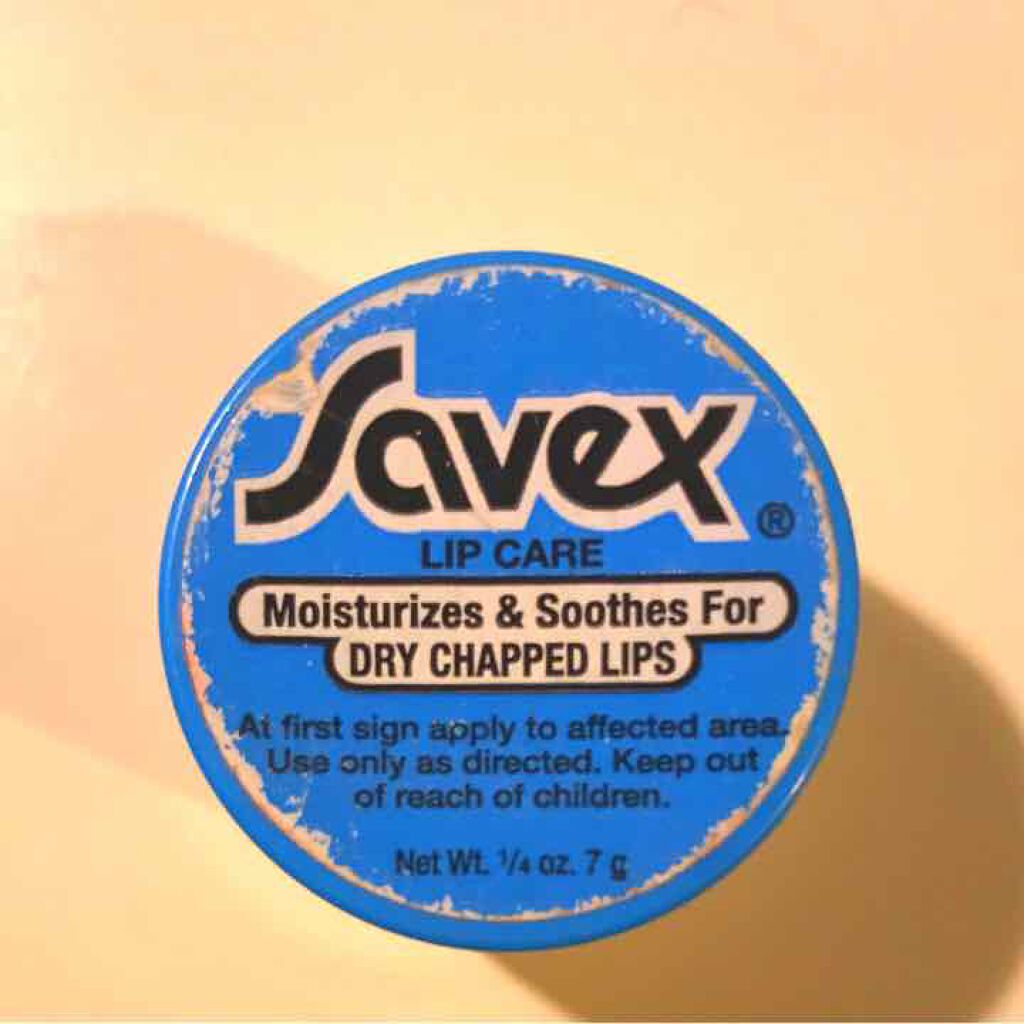 Savex®
LIP CARE
Moisturizes & Soothes For
DRY CHAPPED LIPS
At first sign apply to affected area.
Use only as directed. Keep out
of reach of children.
Net Wt. 1/4 oz. 7 g